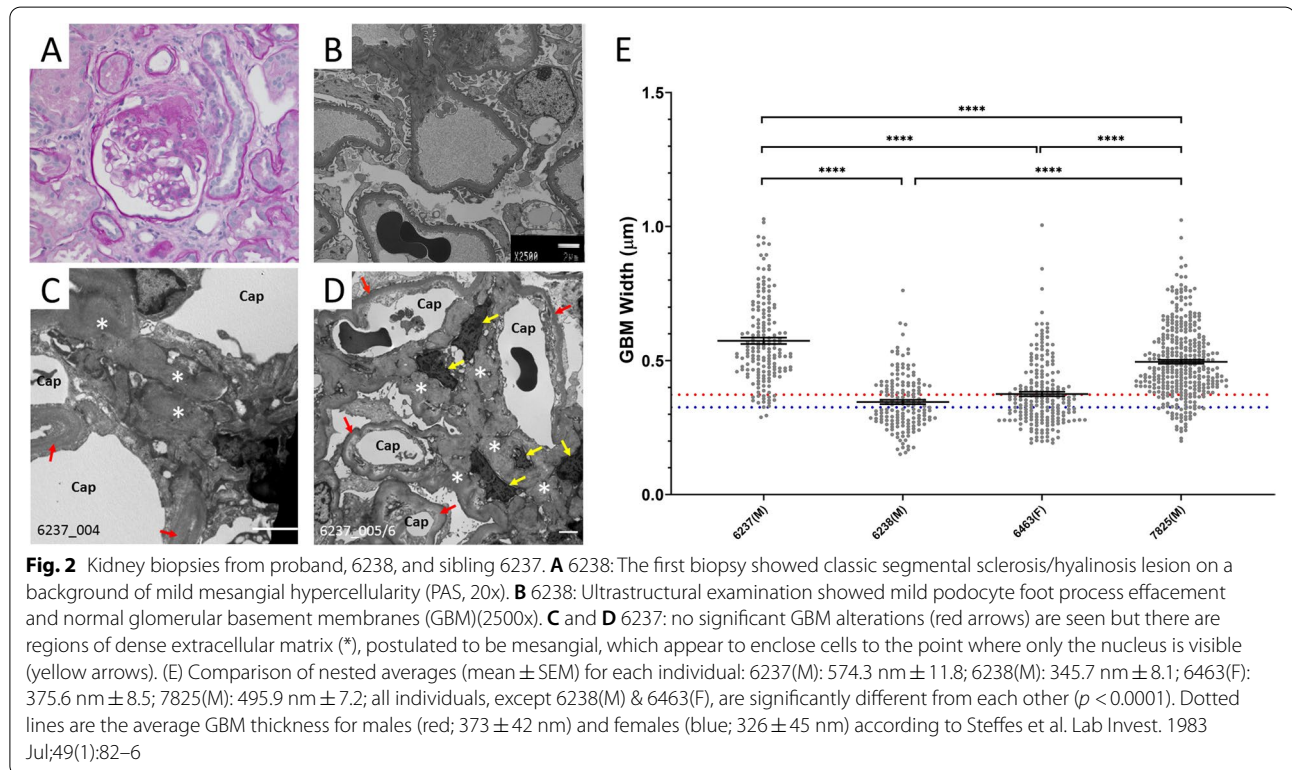 A
B
X2500
2μm
C
Cap
*
*
*
Cap
Cap
6237_004
D
Cap
Cap
*
*
Cap
*
*
*
Cap
6237_005/6
E
****
****
****
****
****
GBM Width (μm)
1.5
1.0
0.5
0.0
6237(M)
6238(M)
6463(F)
7825(M)
Fig. 2 Kidney biopsies from proband, 6238, and sibling 6237. A 6238: The first biopsy showed classic segmental sclerosis/hyalinosis lesion on a
background of mild mesangial hypercellularity (PAS, 20x). B 6238: Ultrastructural examination showed mild podocyte foot process effacement
and normal glomerular basement membranes (GBM)(2500x). C and D 6237: no significant GBM alterations (red arrows) are seen but there are
regions of dense extracellular matrix (*), postulated to be mesangial, which appear to enclose cells to the point where only the nucleus is visible
(yellow arrows). (E) Comparison of nested averages (mean ± SEM) for each individual: 6237(M): 574.3 nm ± 11.8; 6238(M): 345.7 nm ± 8.1; 6463(F):
375.6 nm ± 8.5; 7825(M): 495.9 nm ± 7.2; all individuals, except 6238(M) & 6463(F), are significantly different from each other (p < 0.0001). Dotted
lines are the average GBM thickness for males (red; 373 ± 42 nm) and females (blue; 326 ± 45 nm) according to Steffes et al. Lab Invest. 1983
Jul;49(1):82–6